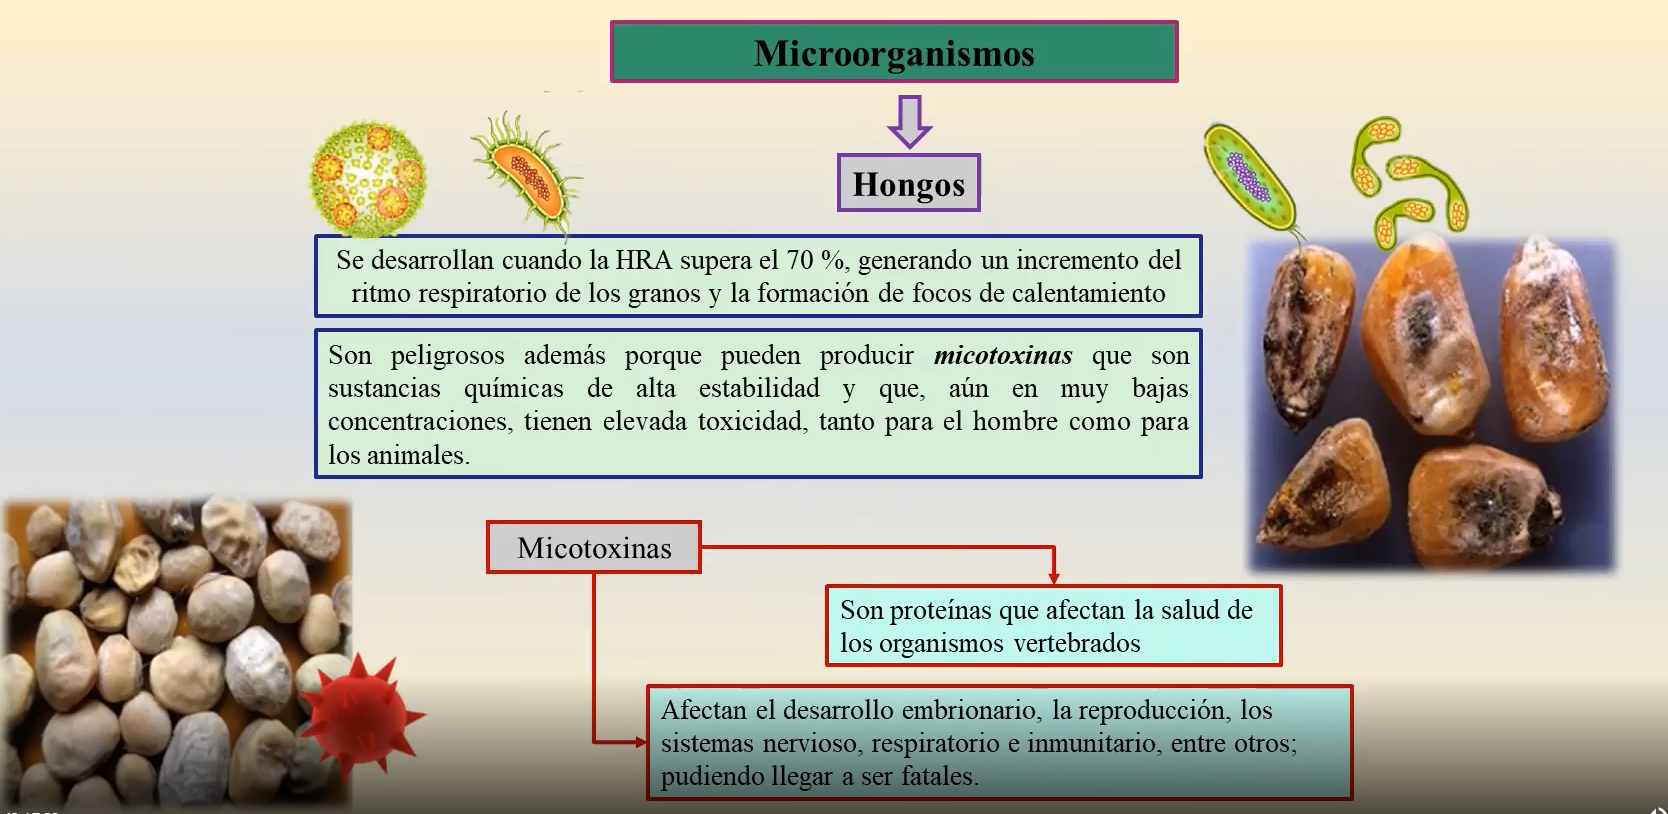 Microorganismos
Hongos
Se desarrollan cuando la HRA supera el 70 %, generando un incremento del
ritmo respiratorio de los granos y la formación de focos de calentamiento
Son peligrosos además porque pueden producir micotoxinas que son
sustancias químicas de alta estabilidad y que, aún en muy bajas
concentraciones, tienen elevada toxicidad, tanto para el hombre como para
los animales.
Micotoxinas
Son proteínas que afectan la salud de
los organismos vertebrados
Afectan el desarrollo embrionario, la reproducción, los
sistemas nervioso, respiratorio e inmunitario, entre otros;
pudiendo llegar a ser fatales.